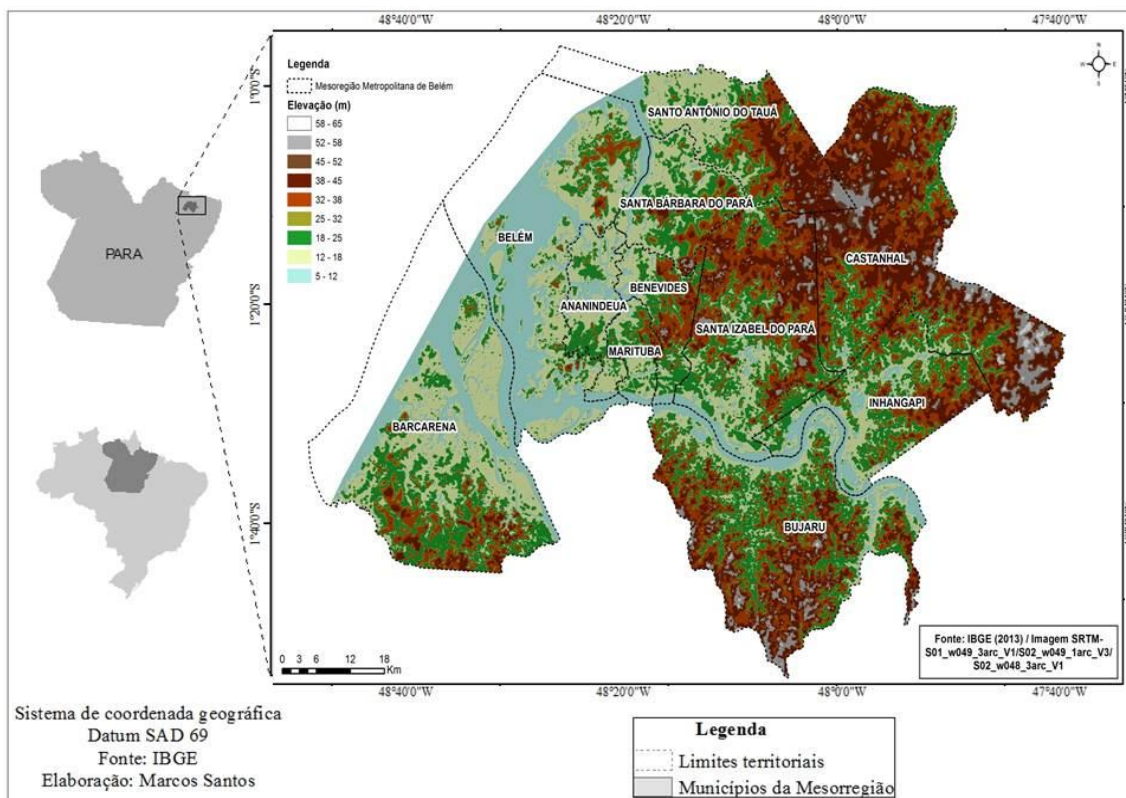 48°40'0"W
48°20'0"W
48°0'0"W
47°40'0"W
Legenda
Mesoregião Metropolitana de Belém
Elevação (m)
58 - 65
52 - 58
45 - 52
38 - 45
32 - 38
25 - 32
18 - 25
12 - 18
5 - 12
N
W
E
S
1°0'0"S
1°20'0"S
1°40'0"S
PARA
SANTO ANTÔNIO DO TAUÁ
SANTA BÁRBARA DO PARÁ
BELÉM
CASTANHAL
BENEVIDES
ANANINDEUA
SANTA IZABEL DO PARÁ
MARITUBA
INHANGAPI
BARCARENA
BUJARU
0 3 6 12 18
Km
Fonte: IBGE (2013) / Imagem SRTM-
S01_w049_3arc_V1/S02_w049_1arc_V3/
S02_w048_3arc_V1
48°40'0"W
48°20'0"W
48°0'0"W
47°40'0"W
Sistema de coordenada geográfica
Datum SAD 69
Fonte: IBGE
Elaboração: Marcos Santos
Legenda
Limites territoriais
Municípios da Mesorregião